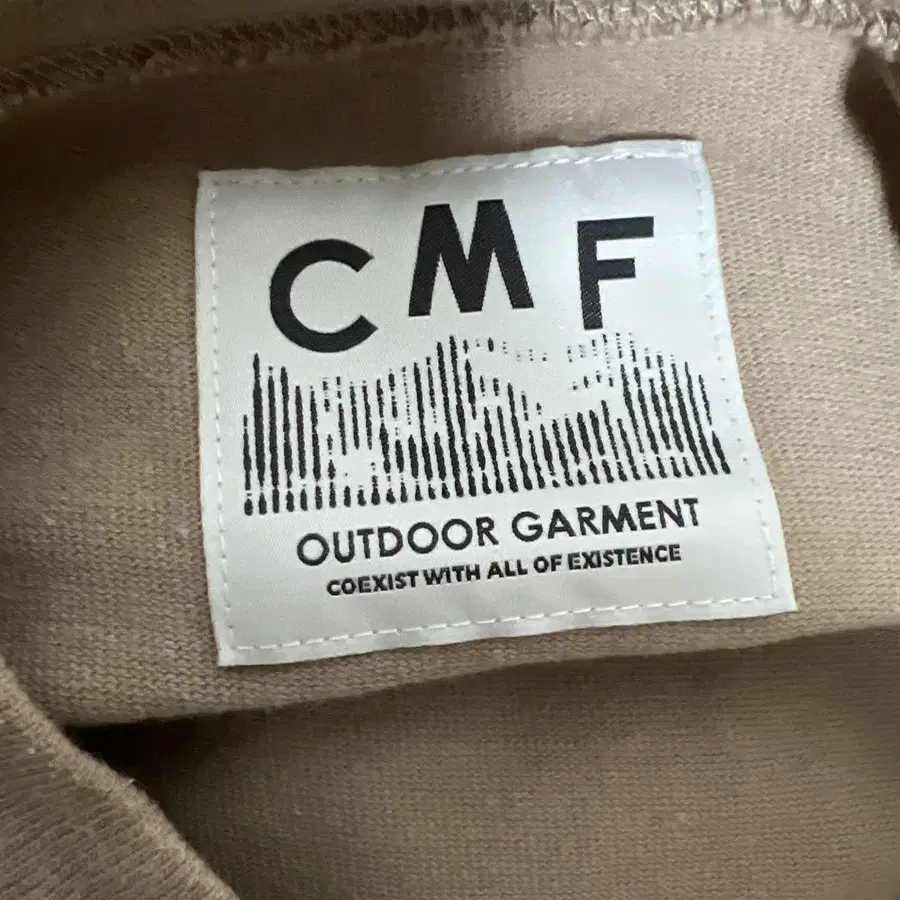 CMF
OUTDOOR GARMENT
COEXIST WITH ALL OF EXISTENCE